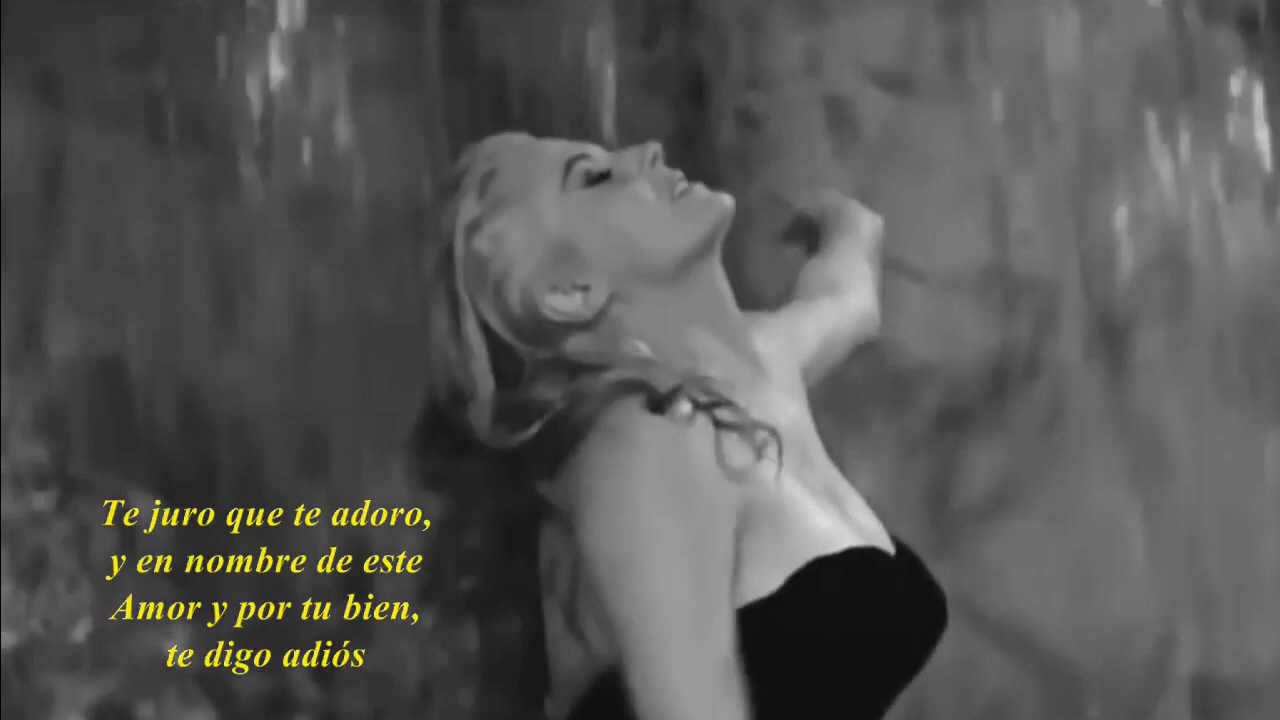 Te juro que te adoro,
y en nombre de este
Amor y por tu bien,
te digo adiós